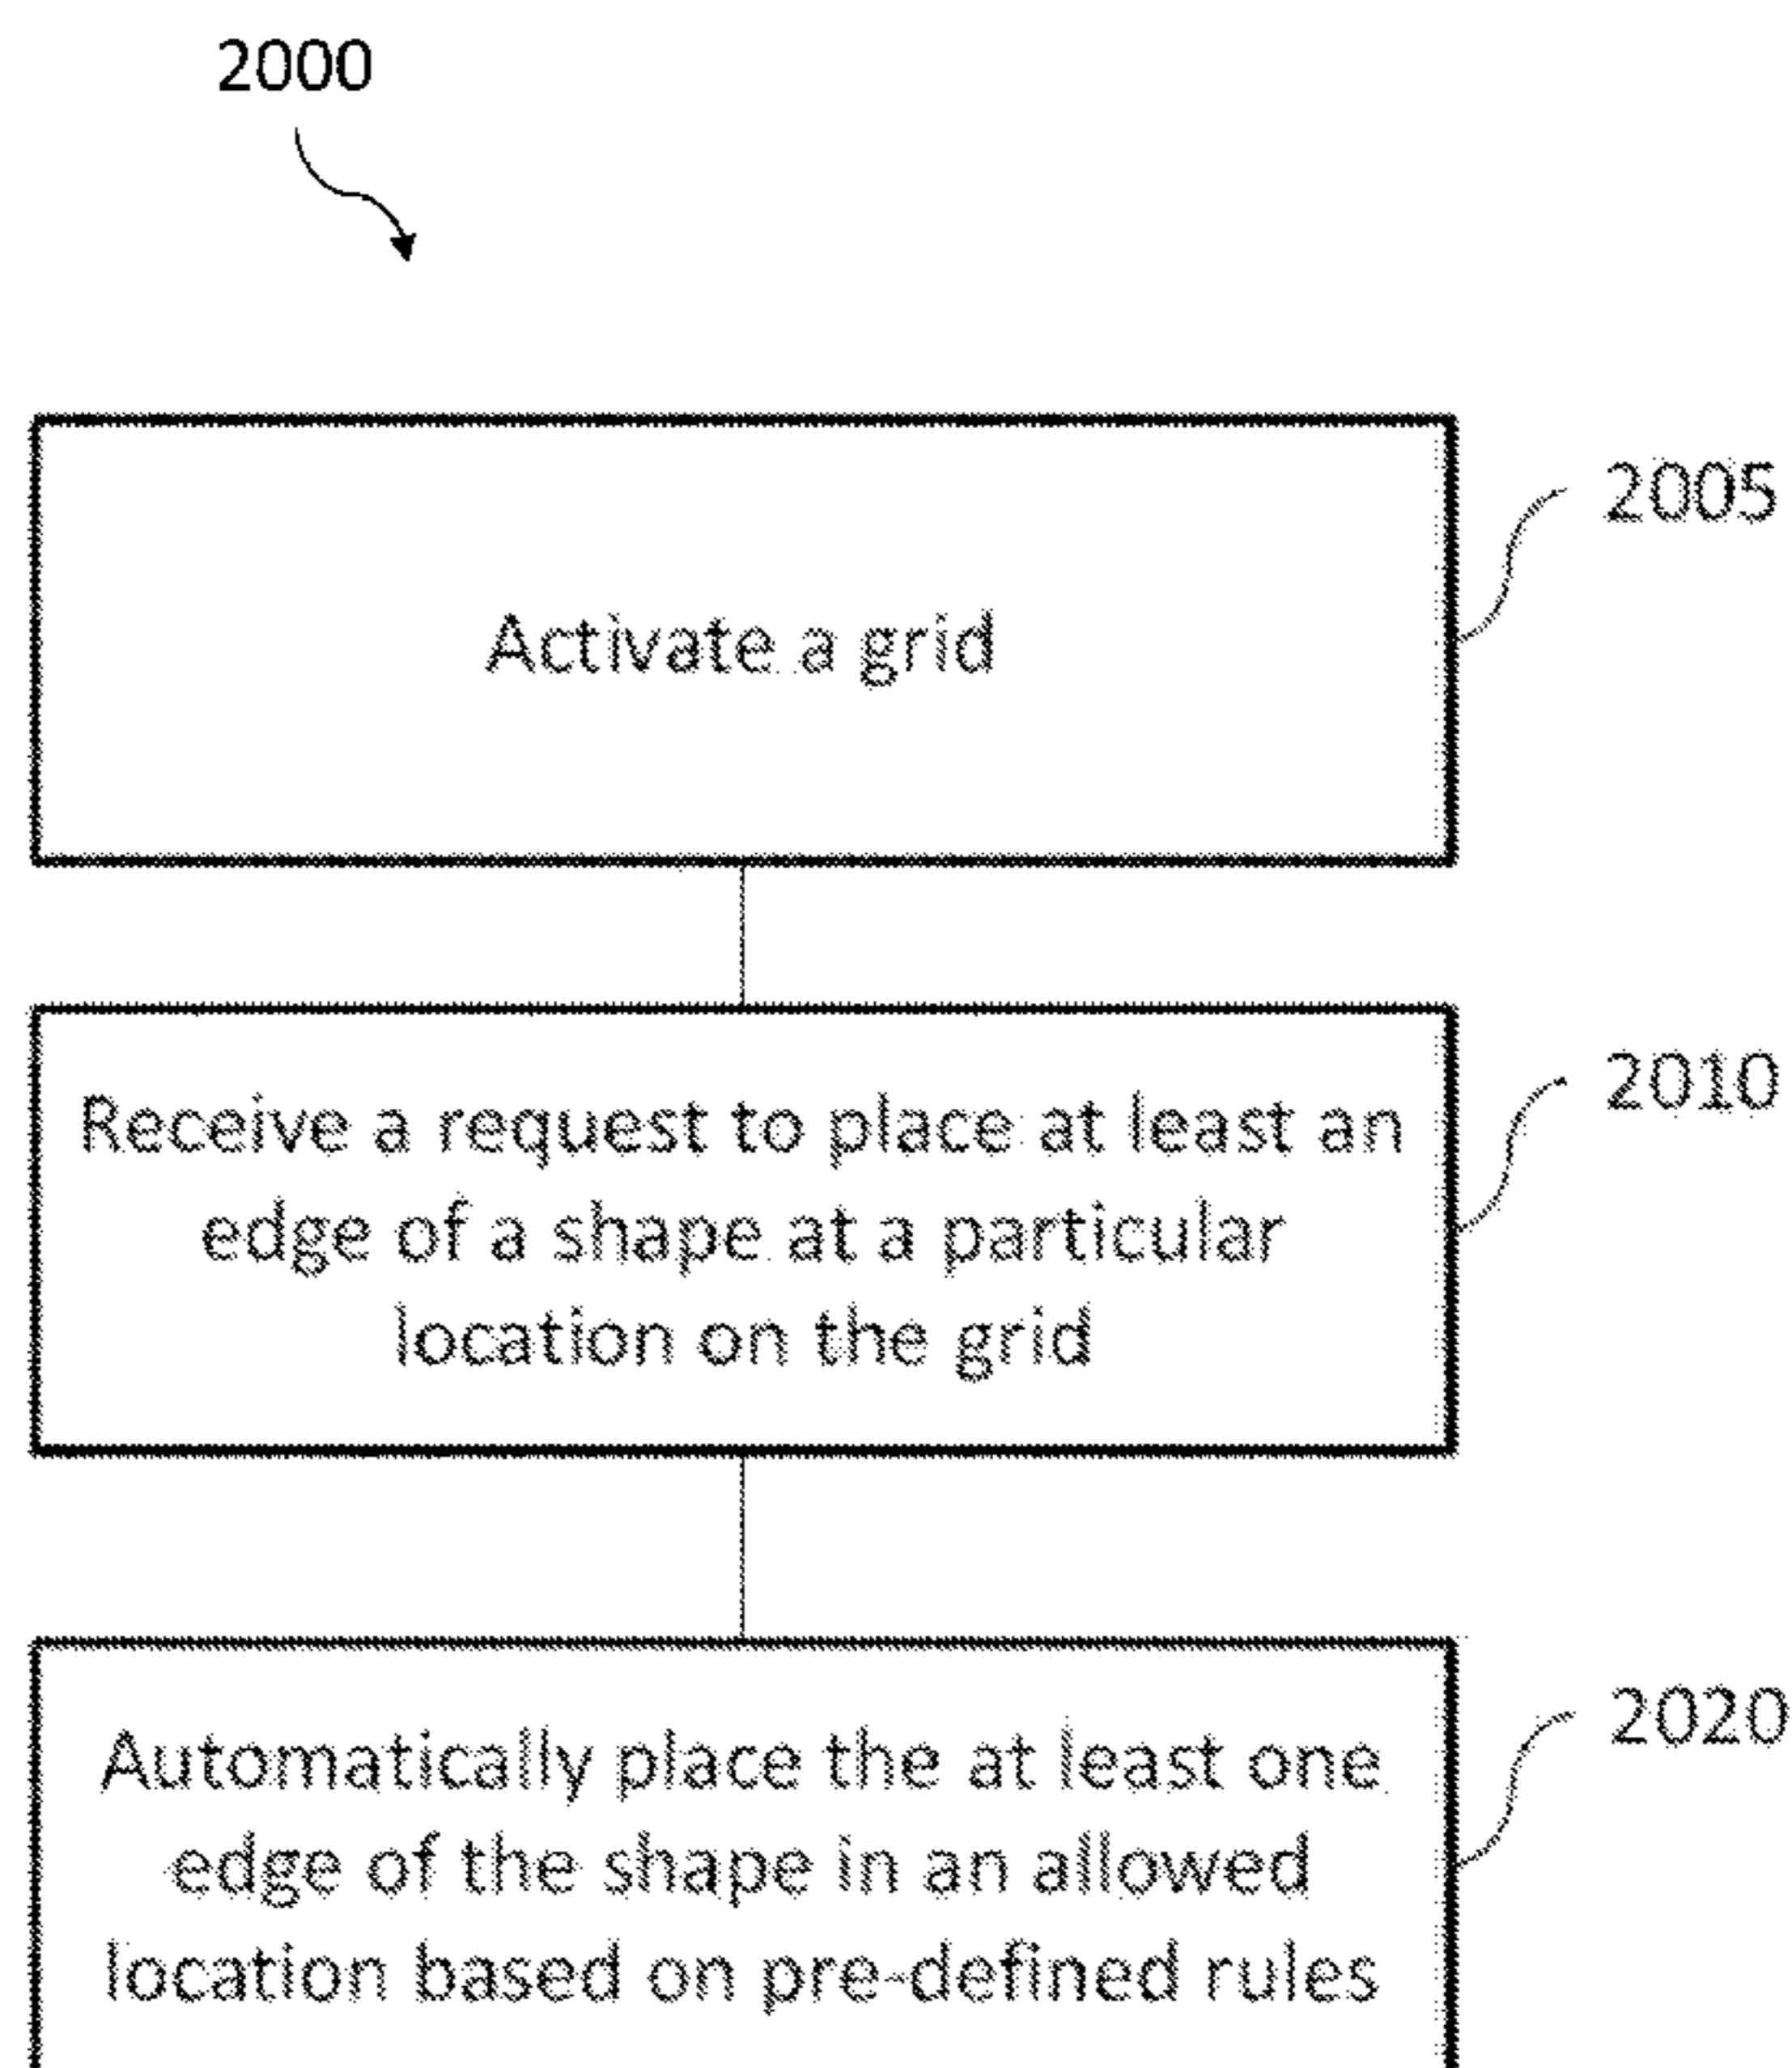 2000
2005
Activate a grid
2010
Receive a request to place at least an
edge of a shape at a particular
location on the grid
2020
Automatically place the at least one
edge of the shape in an allowed
location based on pre-defined rules